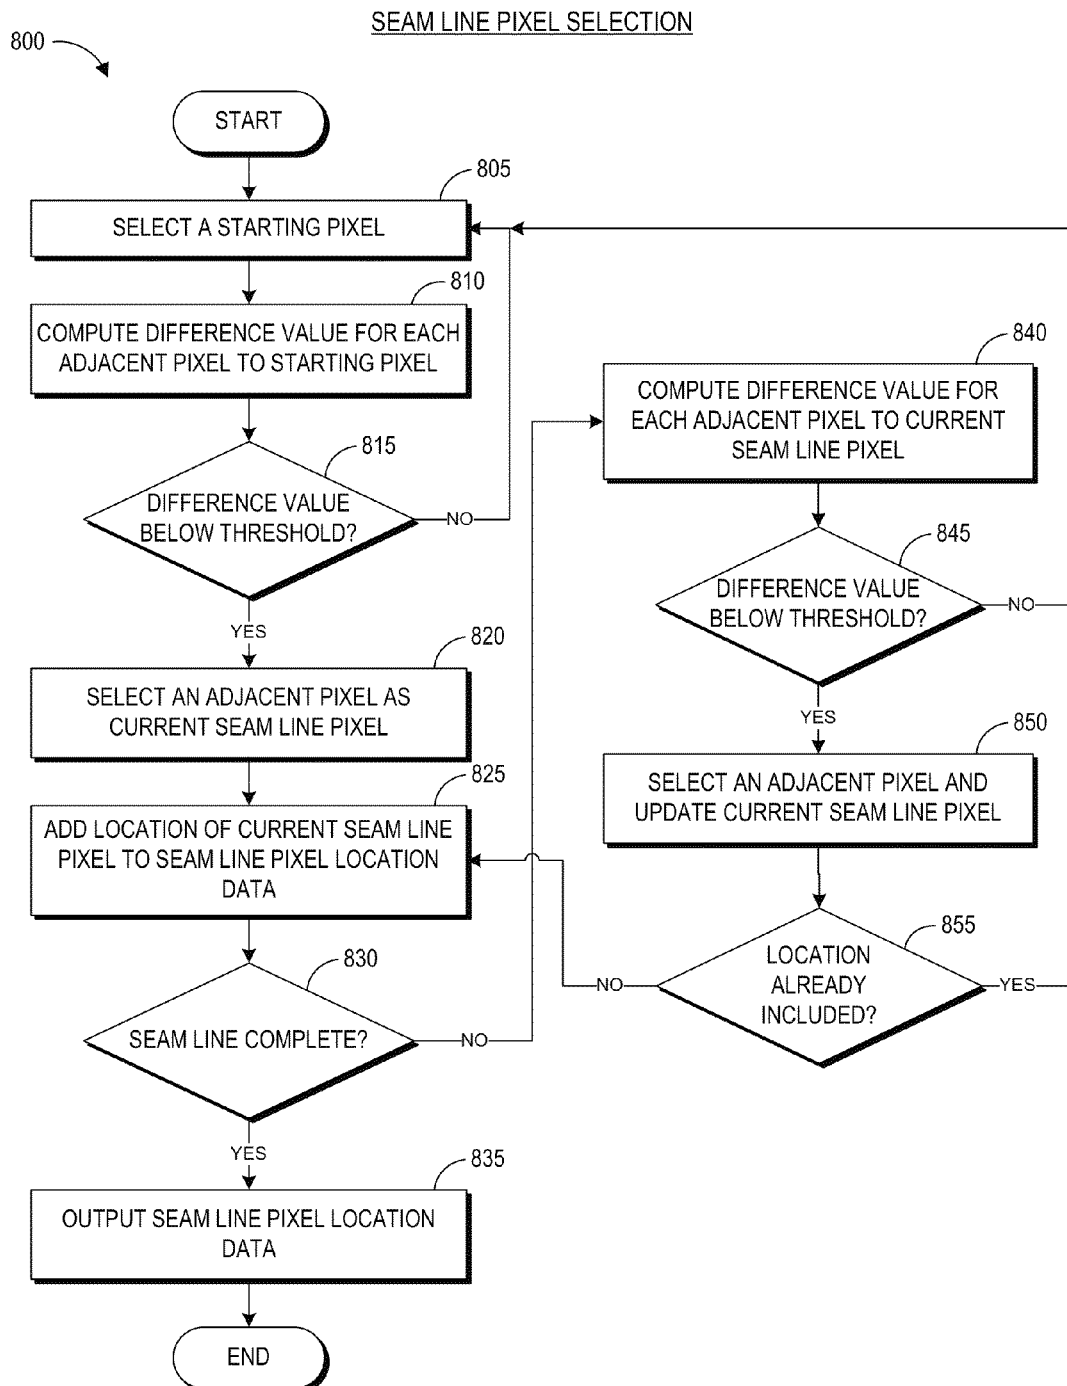 SEAM LINE PIXEL SELECTION
800
START
805
SELECT A STARTING PIXEL
810
COMPUTE DIFFERENCE VALUE FOR EACH
ADJACENT PIXEL TO STARTING PIXEL
815
DIFFERENCE VALUE
BELOW THRESHOLD?
NO
YES
820
SELECT AN ADJACENT PIXEL AS
CURRENT SEAM LINE PIXEL
825
ADD LOCATION OF CURRENT SEAM LINE
PIXEL TO SEAM LINE PIXEL LOCATION
DATA
830
SEAM LINE COMPLETE?
NO
YES
835
OUTPUT SEAM LINE PIXEL LOCATION
DATA
END
840
COMPUTE DIFFERENCE VALUE FOR
EACH ADJACENT PIXEL TO CURRENT
SEAM LINE PIXEL
845
DIFFERENCE VALUE
BELOW THRESHOLD?
NO
YES
850
SELECT AN ADJACENT PIXEL AND
UPDATE CURRENT SEAM LINE PIXEL
855
LOCATION
ALREADY
INCLUDED?
NO
YES